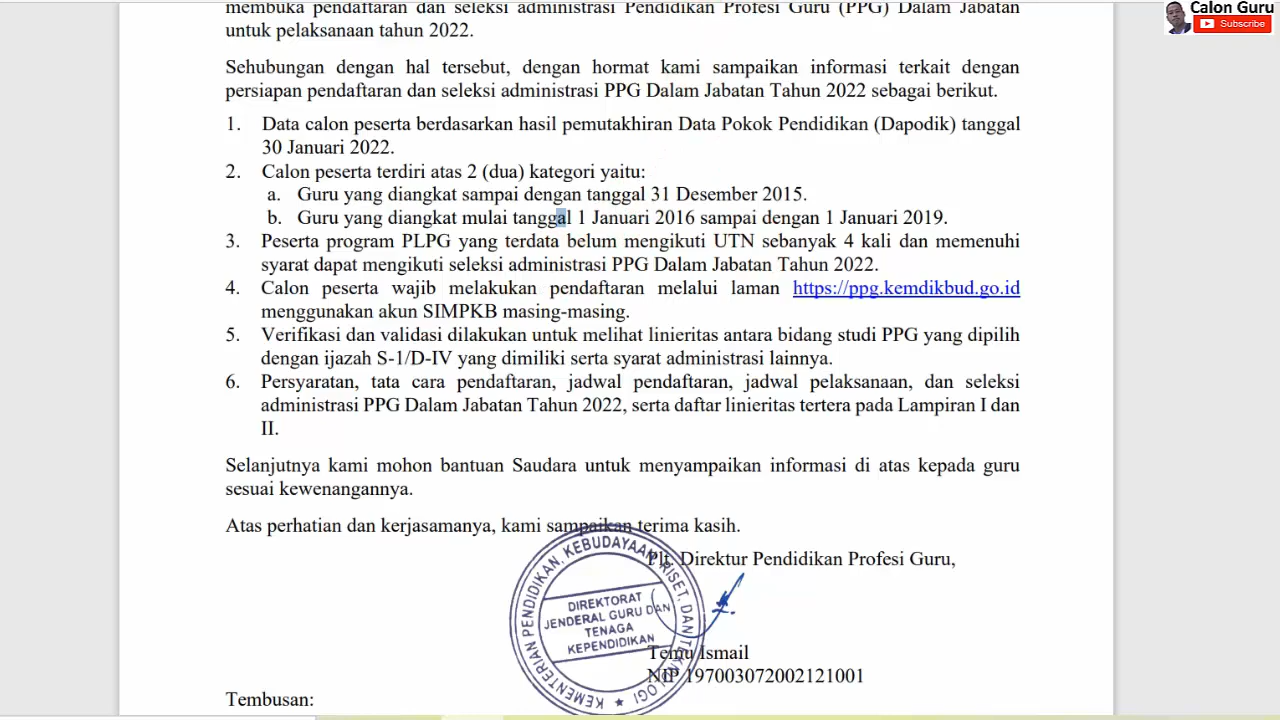 membuka pendaftaran dan seleksi administrasi Pendidikan Profesi Guru (PPG) Dalam Jabatan
untuk pelaksanaan tahun 2022.
Sehubungan dengan hal tersebut, dengan hormat kami sampaikan informasi terkait dengan
persiapan pendaftaran dan seleksi administrasi PPG Dalam Jabatan Tahun 2022 sebagai berikut.
1. Data calon peserta berdasarkan hasil pemutakhiran Data Pokok Pendidikan (Dapodik) tanggal
30 Januari 2022.
2. Calon peserta terdiri atas 2 (dua) kategori yaitu:
a. Guru yang diangkat sampai dengan tanggal 31 Desember 2015.
b. Guru yang diangkat mulai tanggal 1 Januari 2016 sampai dengan 1 Januari 2019.
3. Peserta program PLPG yang terdata belum mengikuti UTN sebanyak 4 kali dan memenuhi
syarat dapat mengikuti seleksi administrasi PPG Dalam Jabatan Tahun 2022.
4. Calon peserta wajib melakukan pendaftaran melalui laman https://ppg.kemdikbud.go.id
menggunakan akun SIMPKB masing-masing.
5. Verifikasi dan validasi dilakukan untuk melihat linieritas antara bidang studi PPG yang dipilih
dengan ijazah S-1/D-IV yang dimiliki serta syarat administrasi lainnya.
6. Persyaratan, tata cara pendaftaran, jadwal pendaftaran, jadwal pelaksanaan, dan seleksi
administrasi PPG Dalam Jabatan Tahun 2022, serta daftar linieritas tertera pada Lampiran I dan
II.
Selanjutnya kami mohon bantuan Saudara untuk menyampaikan informasi di atas kepada guru
sesuai kewenangannya.
Atas perhatian dan kerjasamanya, kami sampaikan terima kasih.
Plt. Direktur Pendidikan Profesi Guru,
KEMENTERIAN PENDIDIKAN, KEBUDAYAAN, RISET, DAN TEKNOLOGI
DIREKTORAT
JENDERAL GURU DAN
TENAGA
KEPENDIDIKAN
Temu Ismail
NIP 197003072002121001
Tembusan:
Calon Guru
Subscribe